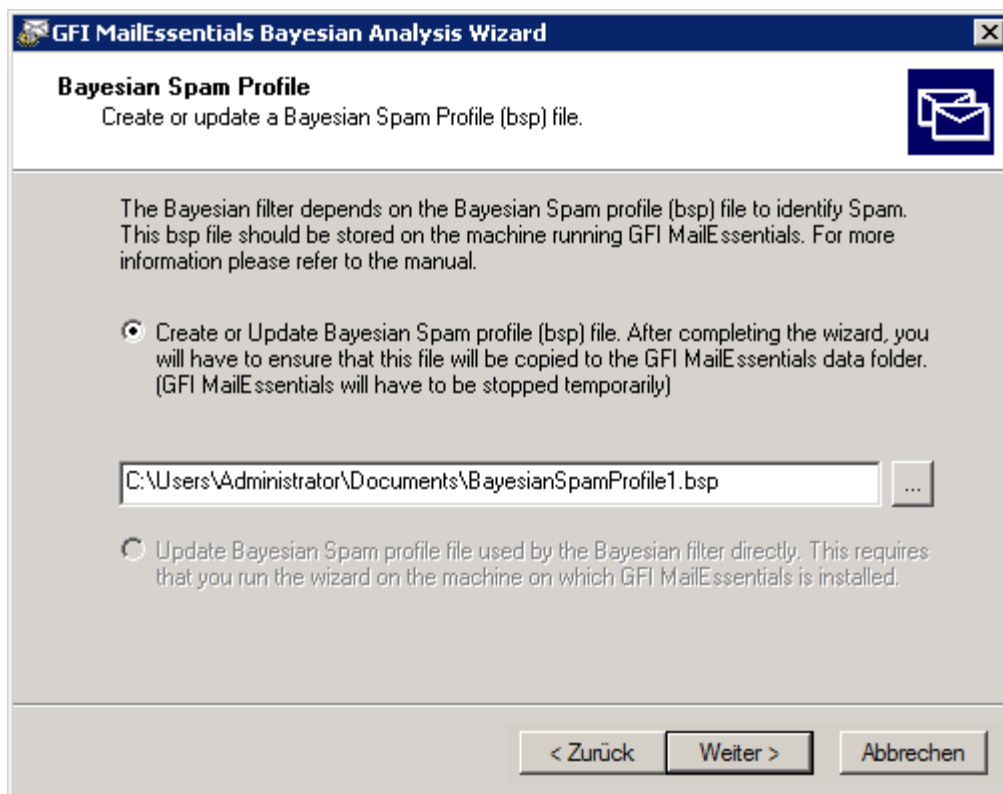 GFI MailEssentials Bayesian Analysis Wizard
Bayesian Spam Profile
Create or update a Bayesian Spam Profile (bsp) file.
The Bayesian filter depends on the Bayesian Spam profile (bsp) file to identify Spam.
This bsp file should be stored on the machine running GFI MailEssentials. For more
information please refer to the manual.
Create or Update Bayesian Spam profile (bsp) file. After completing the wizard, you
will have to ensure that this file will be copied to the GFI MailEssentials data folder.
(GFI MailEssentials will have to be stopped temporarily)
C:\Users\Administrator\Documents\BayesianSpamProfile1.bsp
...
Update Bayesian Spam profile file used by the Bayesian filter directly. This requires
that you run the wizard on the machine on which GFI MailEssentials is installed.
< Zurück
Weiter >
Abbrechen